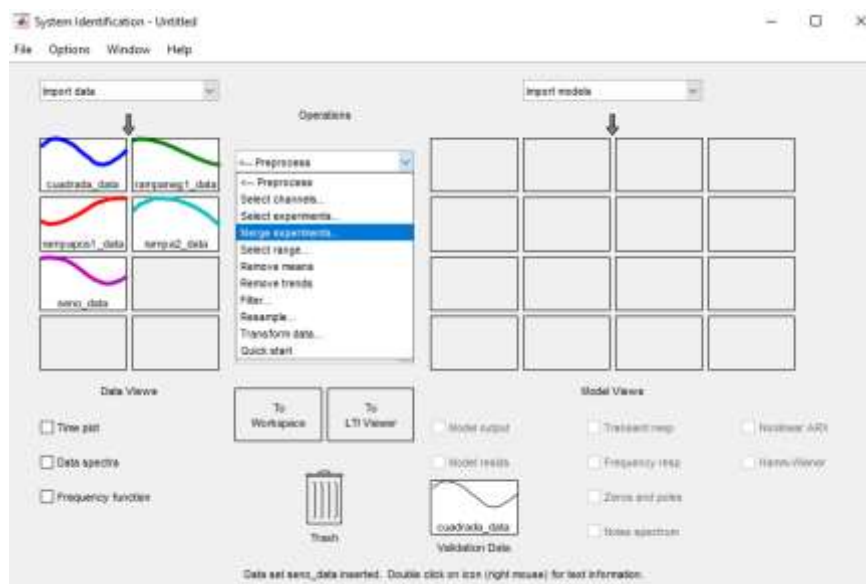 System Identification - Untitled
File Options Window Help
Import data
Import models
Operations
<-- Preprocess
cuadrada_data
rampaneg1_data
<-- Preprocess
Select channels...
Select experiments...
Merge experiments...
Select range...
Remove means
Remove trends
Filter...
Resample...
Transform data...
Quick start
rampapos1_data
rampa2_data
seno_data
Data Views
To
Workspace
To
LTI Viewer
Model Views
Time plot
Data spectra
Frequency function
Model output
Model resids
Transient resp
Frequency resp
Zeros and poles
Noise spectrum
Nonlinear ARX
Hamm-Wiener
Trash
cuadrada_data
Validation Data
Data set seno_data inserted. Double click on icon (right mouse) for text information.